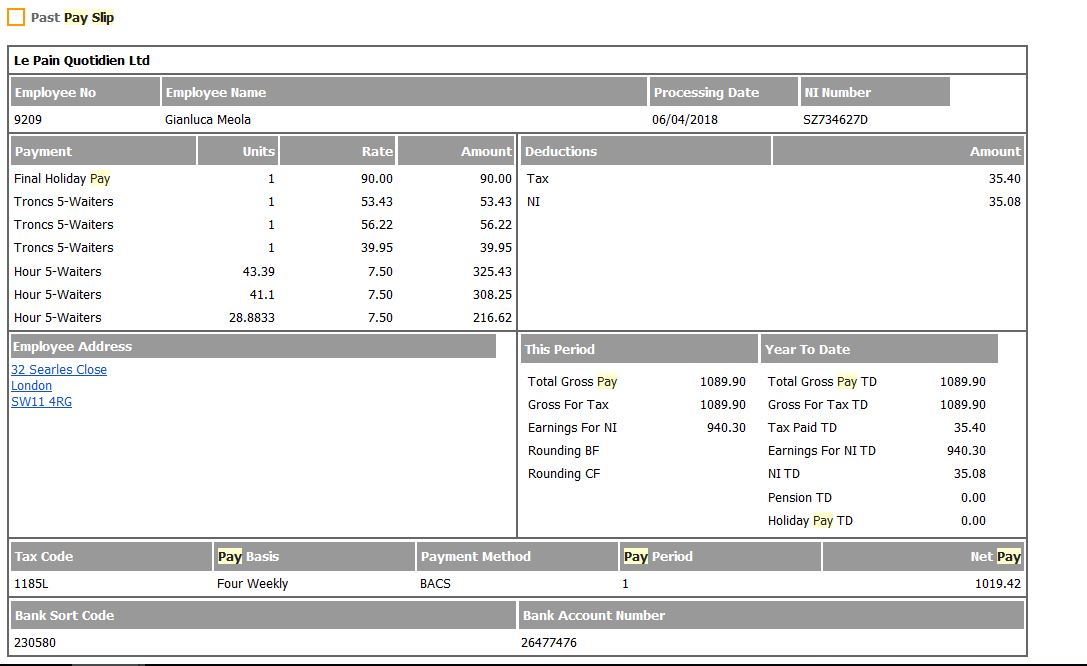 Past Pay Slip
Le Pain Quotidien Ltd
Employee No Employee Name Processing Date NI Number
9209 Gianluca Meola 06/04/2018 SZ734627D
Payment Units Rate Amount Deductions Amount
Final Holiday Pay 1 90.00 90.00 Tax 35.40
Troncs 5-Waiters 1 53.43 53.43 NI 35.08
Troncs 5-Waiters 1 56.22 56.22
Troncs 5-Waiters 1 39.95 39.95
Hour 5-Waiters 43.39 7.50 325.43
Hour 5-Waiters 41.1 7.50 308.25
Hour 5-Waiters 28.8833 7.50 216.62
Employee Address
32 Searles Close
London
SW11 4RG
This Period Year To Date
Total Gross Pay 1089.90 Total Gross Pay TD 1089.90
Gross For Tax 1089.90 Gross For Tax TD 1089.90
Earnings For NI 940.30 Tax Paid TD 35.40
Rounding BF Earnings For NI TD 940.30
Rounding CF NI TD 35.08
Pension TD 0.00
Holiday Pay TD 0.00
Tax Code Pay Basis Payment Method Pay Period Net Pay
1185L Four Weekly BACS 1 1019.42
Bank Sort Code Bank Account Number
230580 26477476